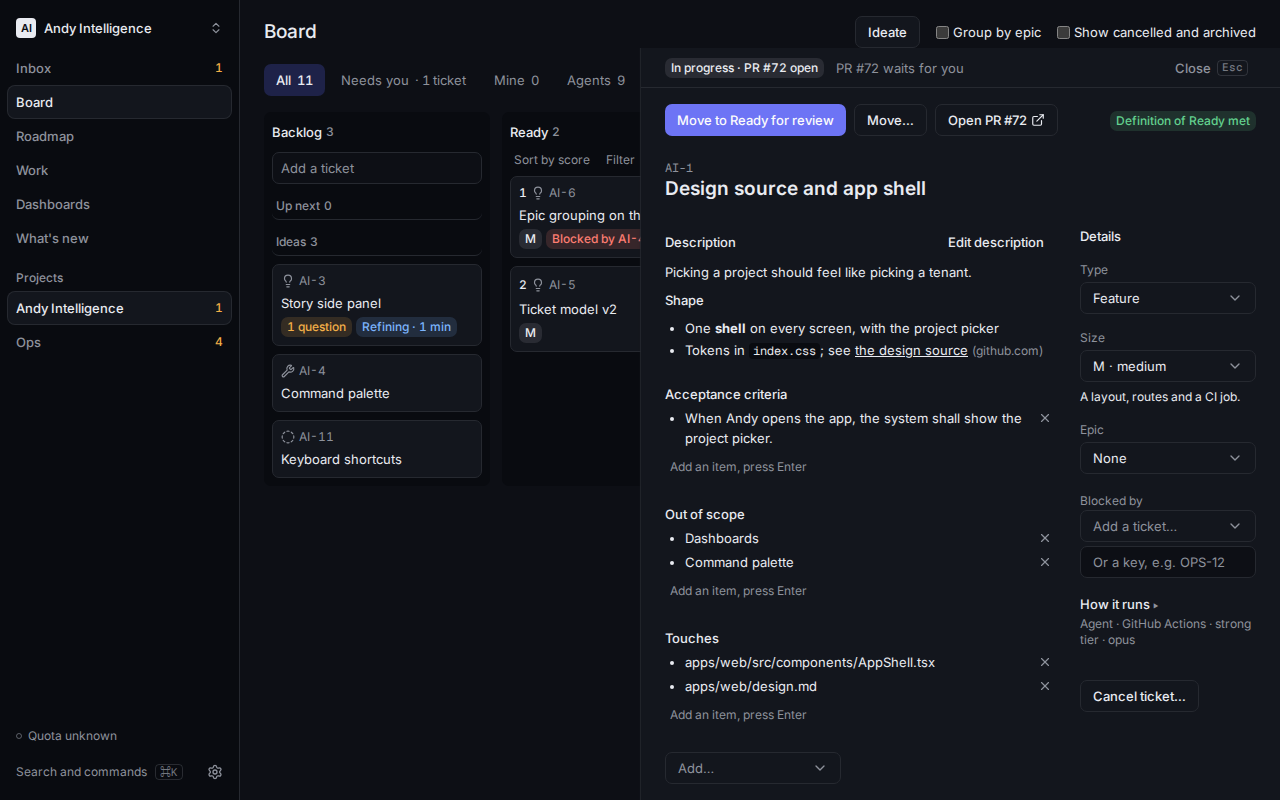 AI Andy Intelligence
Inbox 1
Board
Roadmap
Work
Dashboards
What's new
Projects
Andy Intelligence 1
Ops 4
Quota unknown
Search and commands ⌘K
Board
Ideate
Group by epic
Show cancelled and archived
All 11
Needs you · 1 ticket
Mine 0
Agents 9
Backlog 3
Add a ticket
Up next 0
Ideas 3
AI-3
Story side panel
1 question
Refining · 1 min
AI-4
Command palette
AI-11
Keyboard shortcuts
Ready 2
Sort by score
Filter
1 AI-6
Epic grouping on th
M Blocked by AI-
2 AI-5
Ticket model v2
M
In progress · PR #72 open
PR #72 waits for you
Close Esc
Move to Ready for review
Move...
Open PR #72
Definition of Ready met
AI-1
Design source and app shell
Description
Edit description
Picking a project should feel like picking a tenant.
Shape
One shell on every screen, with the project picker
Tokens in index.css; see the design source (github.com)
Acceptance criteria
When Andy opens the app, the system shall show the
project picker.
Add an item, press Enter
Out of scope
Dashboards
Command palette
Add an item, press Enter
Touches
apps/web/src/components/AppShell.tsx
apps/web/design.md
Add an item, press Enter
Add...
Details
Type
Feature
Size
M · medium
A layout, routes and a CI job.
Epic
None
Blocked by
Add a ticket...
Or a key, e.g. OPS-12
How it runs
Agent · GitHub Actions · strong
tier · opus
Cancel ticket...